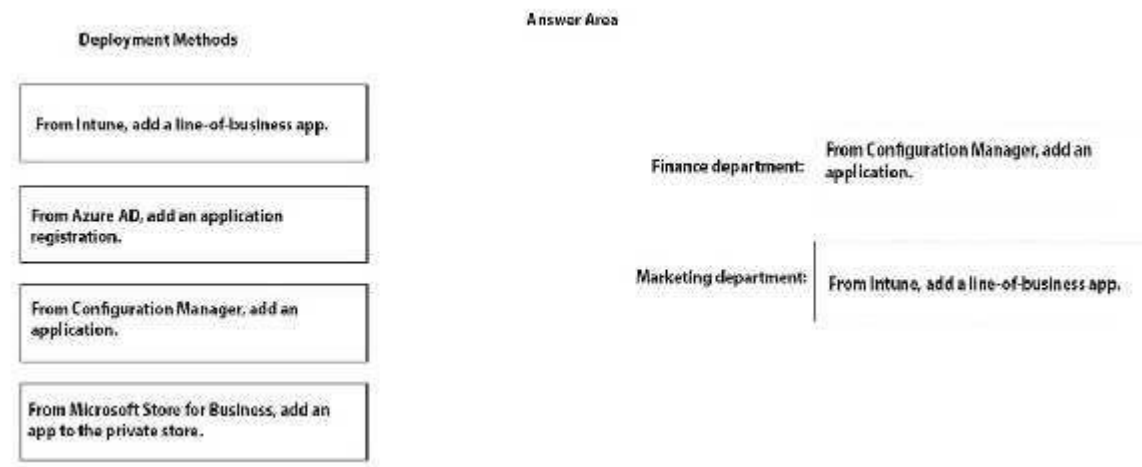 Answer Area
Deployment Methods
From Intune, add a line-of-business app.
From Azure AD, add an application
registration.
From Configuration Manager, add an
application.
From Microsoft Store for Business, add an
app to the private store.
Finance department:
From Configuration Manager, add an
application.
Marketing department:
From Intune, add a line-of-business app.